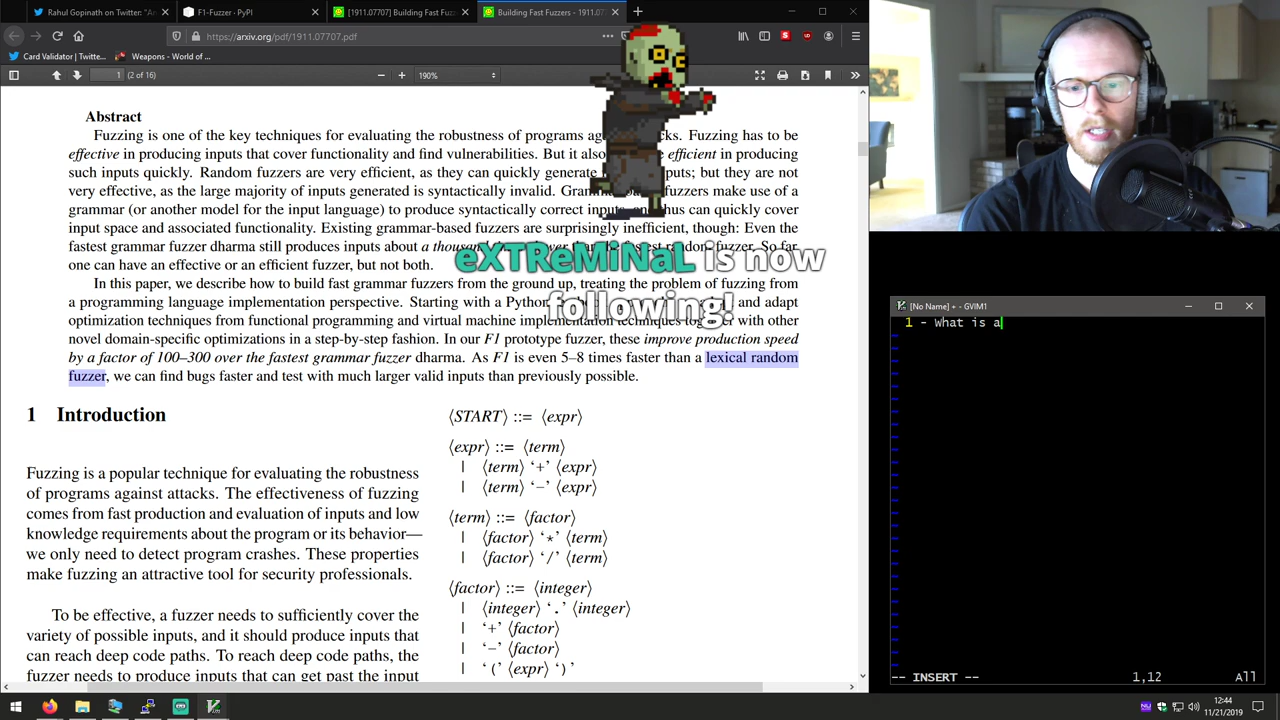 Rahul Gopinath on Twitter: "An
F1-Fuzzer · PyPI
[1911.07707] Building Fast Fuzz
Building Fast Fuzzers - 1911.07
https://arxiv.org/pdf/1911.07707.pdf
Card Validator | Twitte
Weapons - World of
1 (2 of 16)
190%
Abstract
Fuzzing is one of the key techniques for evaluating the robustness of programs ag cks. Fuzzing has to be
effective in producing inputs that cover functionality and find vulnerabilities. But it also efficient in producing
such inputs quickly. Random fuzzers are very efficient, as they can quickly generate puts; but they are not
very effective, as the large majority of inputs generated is syntactically invalid. Gra fuzzers make use of a
grammar (or another model for the input language) to produce syntactically correct inputs, and thus can quickly cover
input space and associated functionality. Existing grammar-based fuzzers are surprisingly inefficient, though: Even the
fastest grammar fuzzer dharma still produces inputs about a thousand fuzzer. So far
one can have an effective or an efficient fuzzer, but not both.
eXTReMiNaL is now
following!
In this paper, we describe how to build fast grammar fuzzers from the ground up, treating the problem of fuzzing from
a programming language implementation perspective. Starting with a Python and adapt
optimization techniques from functional programming and virtual machine implementation techniques with other
novel domain-specific optimizations in a step-by-step fashion. In our F1 prototype fuzzer, these improve production speed
by a factor of 100–300 over the fastest grammar fuzzer dharma. As F1 is even 5–8 times faster than a lexical random
fuzzer, we can find bugs faster and test with much larger valid inputs than previously possible.
1 Introduction
Fuzzing is a popular technique for evaluating the robustness
of programs against attacks. The effectiveness of fuzzing
comes from fast production and evaluation of inputs and low
knowledge requirements about the program or its behavior—
we only need to detect program crashes. These properties
make fuzzing an attractive tool for security professionals.
To be effective, a fuzzer needs to sufficiently cover the
variety of possible inputs, and it should produce inputs that
can reach deep code paths. To reach deep code paths, the
fuzzer needs to produce inputs that can get past the input
⟨START⟩ ::= ⟨expr⟩
⟨expr⟩ ::= ⟨term⟩
⟨term⟩ ‘+’ ⟨expr⟩
⟨term⟩ ‘−’ ⟨expr⟩
⟨term⟩ ::= ⟨factor⟩
⟨factor⟩ ‘*’ ⟨term⟩
⟨factor⟩ ‘/’ ⟨term⟩
⟨factor⟩ ::= ⟨integer⟩
⟨integer⟩ ‘.’ ⟨integer⟩
‘+’ ⟨factor⟩
‘−’ ⟨factor⟩
‘(’ ⟨expr⟩ ‘)’
[No Name] + - GVIM1
1 - What is a
-- INSERT --
1,12
All
12:44
11/21/2019